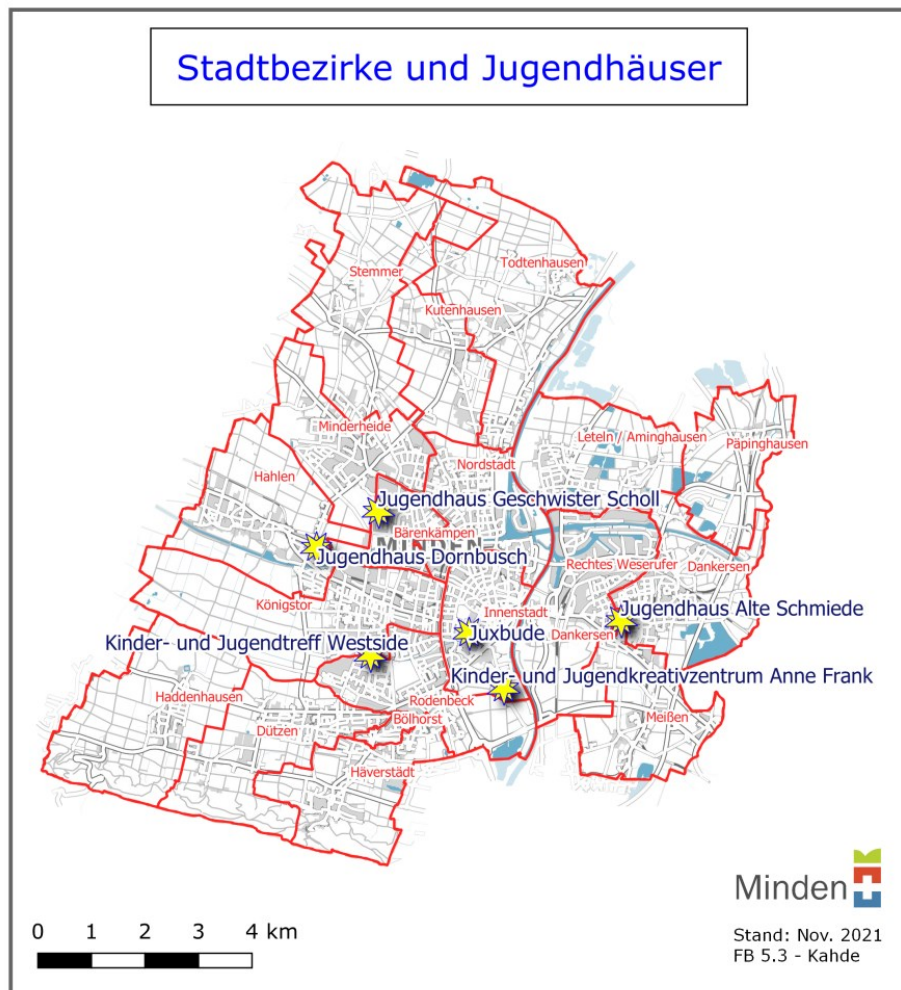 Stadtbezirke und Jugendhäuser
Todtenhausen
Stemmer
Kutenhausen
Minderheide
Leteln / Aminghausen
Päpinghausen
Nordstadt
Hahlen
Jugendhaus Geschwister Scholl
Bärenkämpen
MINDEN
Jugendhaus Dornbusch
Rechtes Weserufer
Dankersen
Königstor
Innenstadt
Jugendhaus Alte Schmiede
Juxbude
Dankersen
Kinder- und Jugendtreff Westside
Kinder- und Jugendkreativzentrum Anne Frank
Haddenhausen
Rodenbeck
Bölhorst
Meißen
Dützen
Häverstädt
Minden
0 1 2 3 4 km
Stand: Nov. 2021
FB 5.3 - Kahde